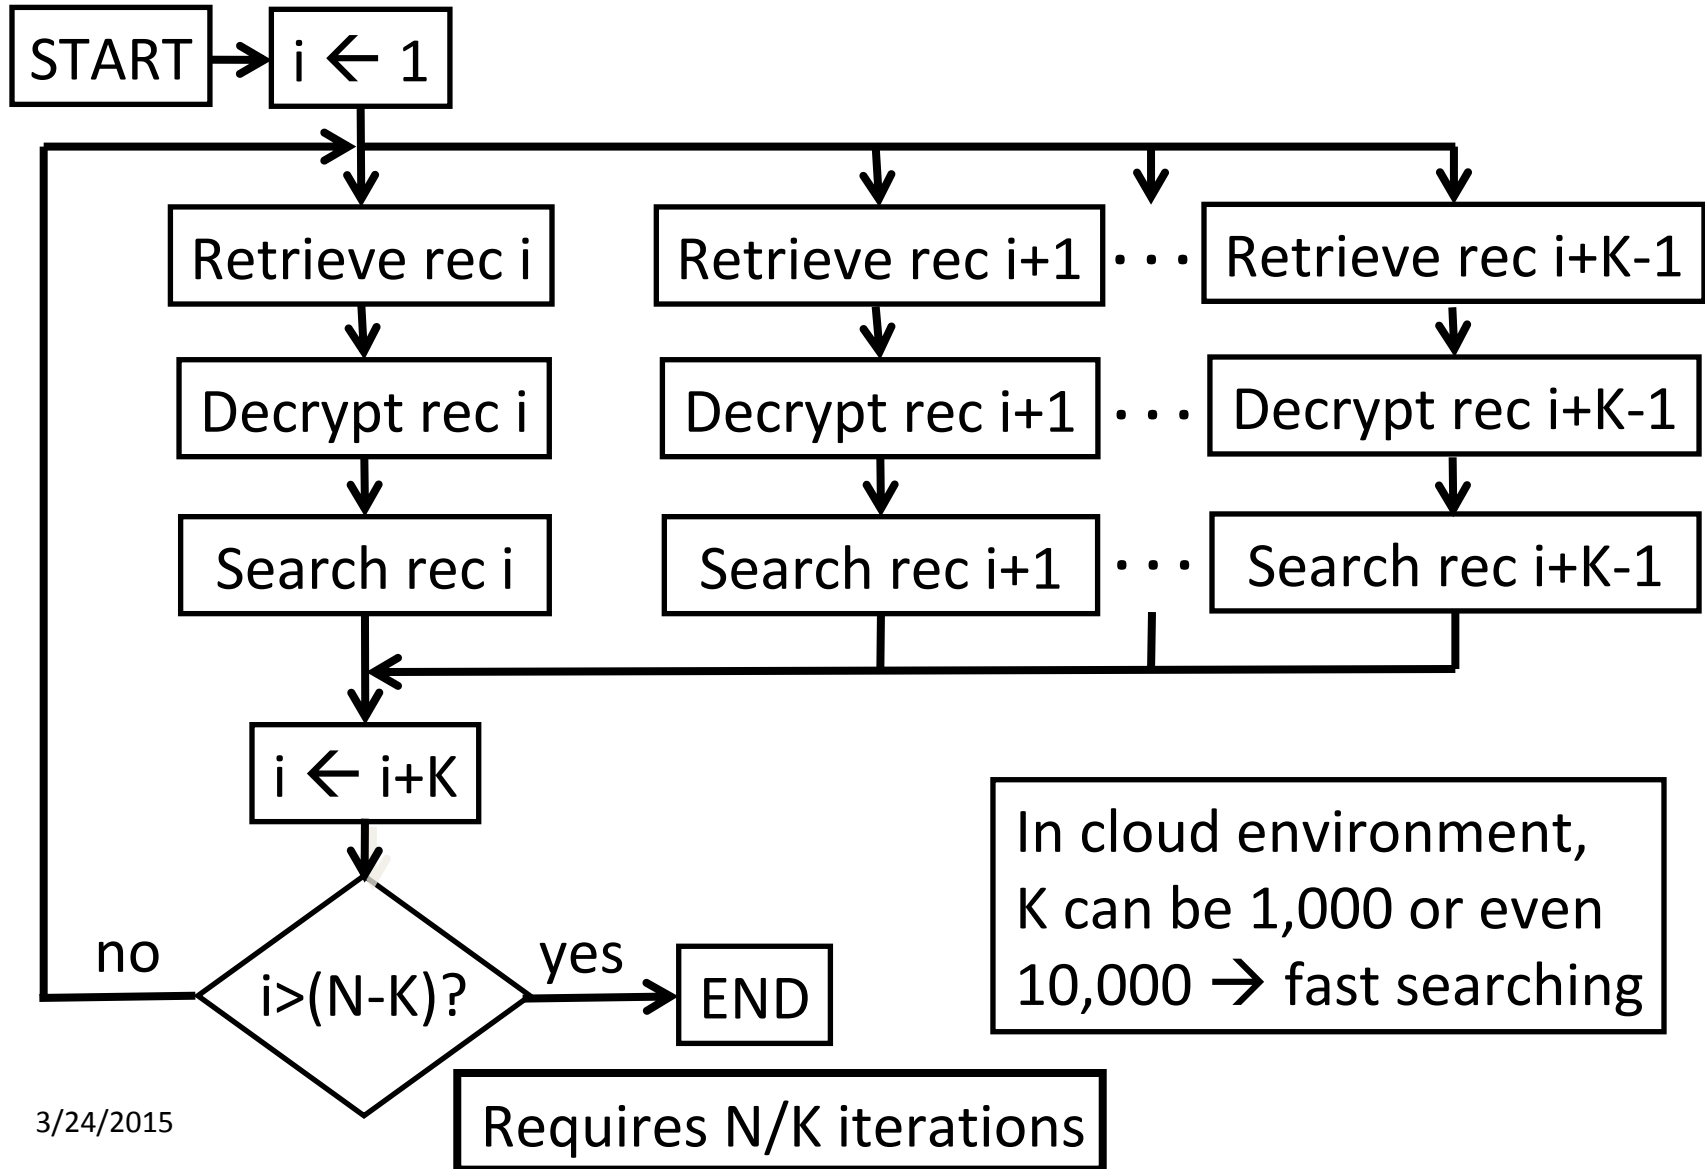 START
i ← 1
Retrieve rec i
Retrieve rec i+1
. . .
Retrieve rec i+K-1
Decrypt rec i
Decrypt rec i+1
. . .
Decrypt rec i+K-1
Search rec i
Search rec i+1
. . .
Search rec i+K-1
i ← i+K
no
i>(N-K)?
yes
END
In cloud environment,
K can be 1,000 or even
10,000 → fast searching
3/24/2015
Requires N/K iterations